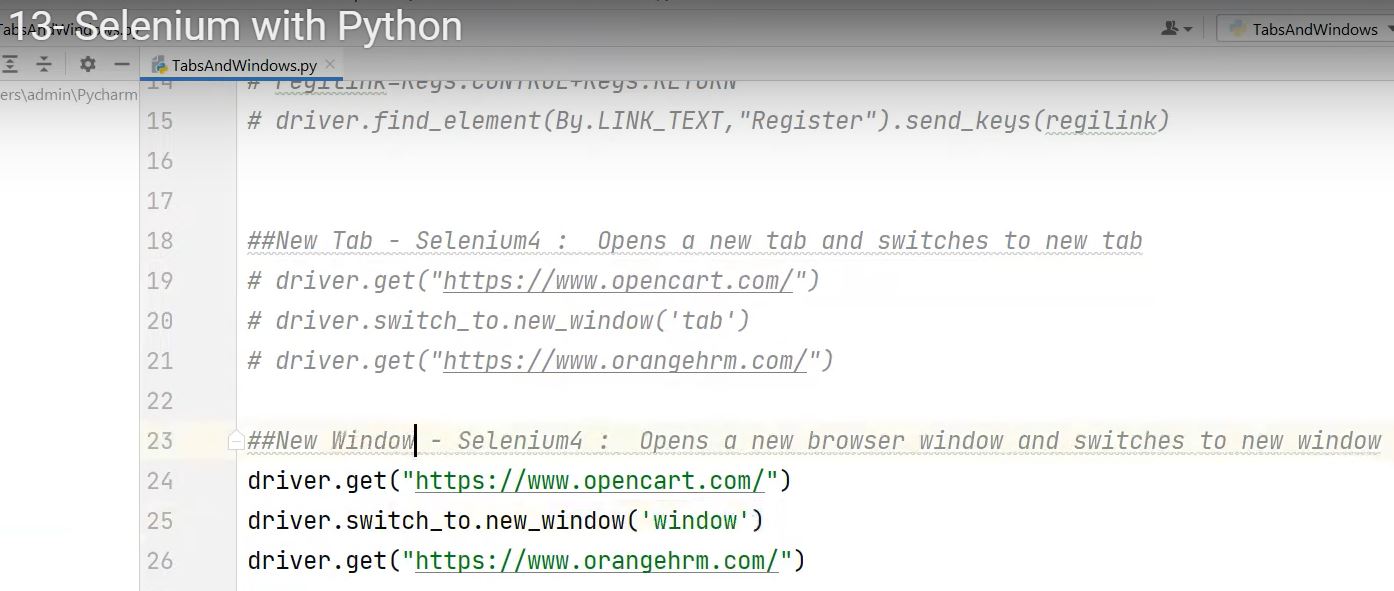 13- Selenium with Python
TabsAndWindows
TabsAndWindows.py
ers\admin\Pycharm
14 # regilink=Keys.CONTROL+Keys.RETURN
15 # driver.find_element(By.LINK_TEXT,"Register").send_keys(regilink)
16
17
18 ##New Tab - Selenium4 :  Opens a new tab and switches to new tab
19 # driver.get("https://www.opencart.com/")
20 # driver.switch_to.new_window('tab')
21 # driver.get("https://www.orangehrm.com/")
22
23 ##New Window - Selenium4 :  Opens a new browser window and switches to new window
24 driver.get("https://www.opencart.com/")
25 driver.switch_to.new_window('window')
26 driver.get("https://www.orangehrm.com/")